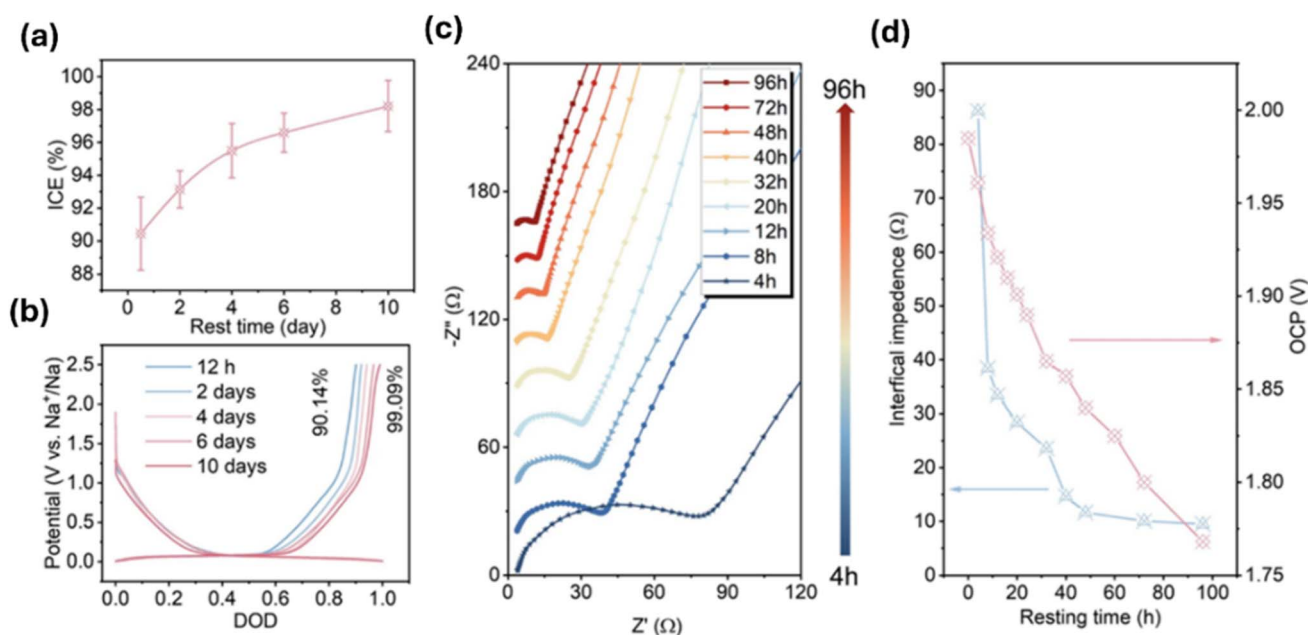 (a)
100
98
96
94
92
90
88
ICE (%)
0 2 4 6 8 10
Rest time (day)
(b)
2.5
2.0
1.5
1.0
0.5
0.0
Potential (V vs. Na⁺/Na)
12 h
2 days
4 days
6 days
10 days
90.14%
99.09%
0.0 0.2 0.4 0.6 0.8 1.0
DOD
(c)
240
180
120
60
0
-Z" (Ω)
96h
72h
48h
40h
32h
20h
12h
8h
4h
0 30 60 90 120
Z' (Ω)
96h
4h
(d)
90
80
70
60
50
40
30
20
10
0
Interfical impedence (Ω)
2.00
1.95
1.90
1.85
1.80
1.75
OCP (V)
0 20 40 60 80 100
Resting time (h)